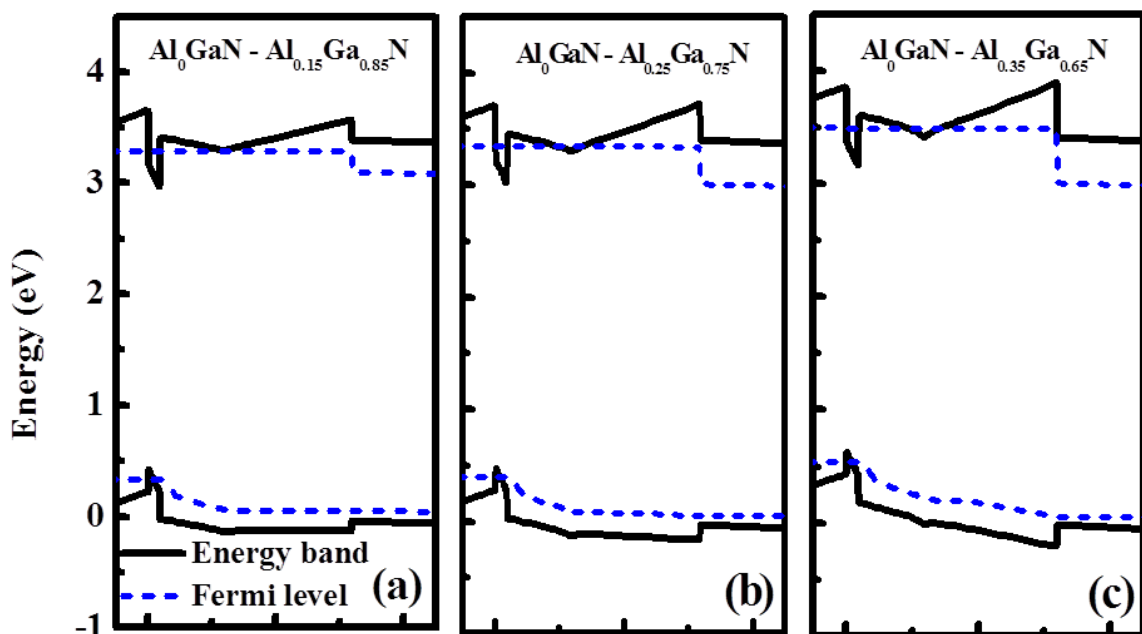 Al₀GaN - Al₀.₁₅Ga₀.₈₅N
Al₀GaN - Al₀.₂₅Ga₀.₇₅N
Al₀GaN - Al₀.₃₅Ga₀.₆₅N
4
3
2
1
0
-1
Energy (eV)
Energy band
Fermi level
(a)
(b)
(c)